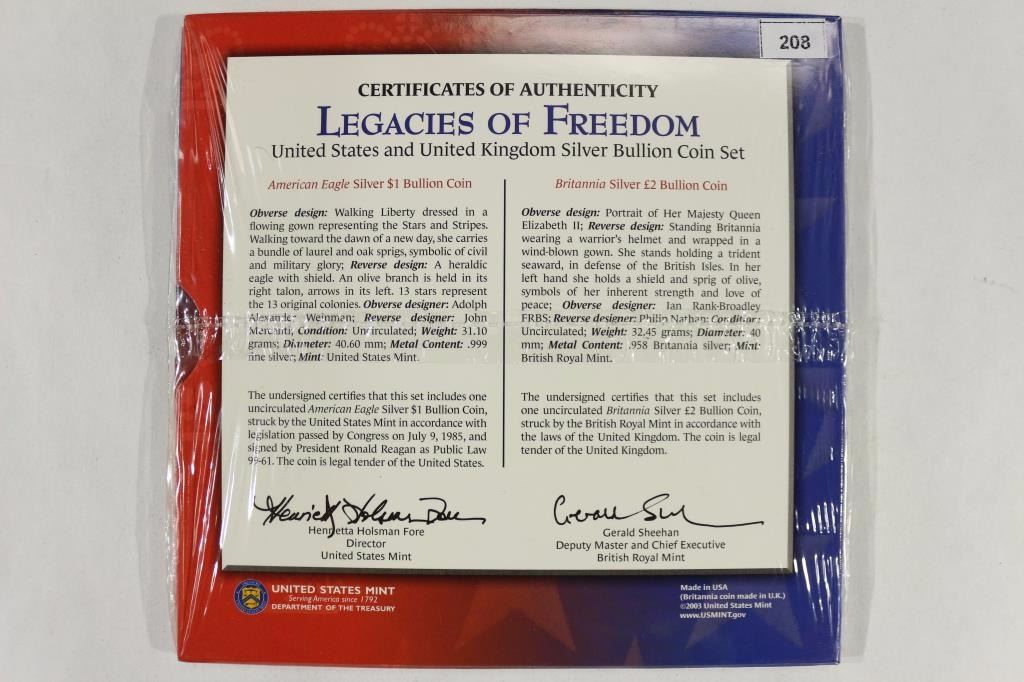 208
CERTIFICATES OF AUTHENTICITY
LEGACIES OF FREEDOM
United States and United Kingdom Silver Bullion Coin Set
American Eagle Silver $1 Bullion Coin
Obverse design: Walking Liberty dressed in a
flowing gown representing the Stars and Stripes.
Walking toward the dawn of a new day, she carries
a bundle of laurel and oak sprigs, symbolic of civil
and military glory; Reverse design: A heraldic
eagle with shield. An olive branch is held in its
right talon, arrows in its left. 13 stars represent
the 13 original colonies. Obverse designer: Adolph
Alexander Weinman; Reverse designer: John
Mercanti; Condition: Uncirculated; Weight: 31.10
grams; Diameter: 40.60 mm; Metal Content: .999
fine silver; Mint: United States Mint.
The undersigned certifies that this set includes one
uncirculated American Eagle Silver $1 Bullion Coin,
struck by the United States Mint in accordance with
legislation passed by Congress on July 9, 1985, and
signed by President Ronald Reagan as Public Law
99-61. The coin is legal tender of the United States.
Henrietta Holsman Fore
Henrietta Holsman Fore
Director
United States Mint
Britannia Silver £2 Bullion Coin
Obverse design: Portrait of Her Majesty Queen
Elizabeth II; Reverse design: Standing Britannia
wearing a warrior's helmet and wrapped in a
wind-blown gown. She stands holding a trident
seaward, in defense of the British Isles. In her
left hand she holds a shield and sprig of olive,
symbols of her inherent strength and love of
peace; Obverse designer: Ian Rank-Broadley
FRBS; Reverse designer: Philip Nathan; Condition:
Uncirculated; Weight: 32.45 grams; Diameter: 40
mm; Metal Content: .958 Britannia silver; Mint:
British Royal Mint.
The undersigned certifies that this set includes
one uncirculated Britannia Silver £2 Bullion Coin,
struck by the British Royal Mint in accordance with
the laws of the United Kingdom. The coin is legal
tender of the United Kingdom.
Gerald Sheehan
Deputy Master and Chief Executive
British Royal Mint
UNITED STATES MINT
Serving America since 1792
DEPARTMENT OF THE TREASURY
Made in USA
(Britannia coin made in U.K.)
©2003 United States Mint
www.USMINT.gov